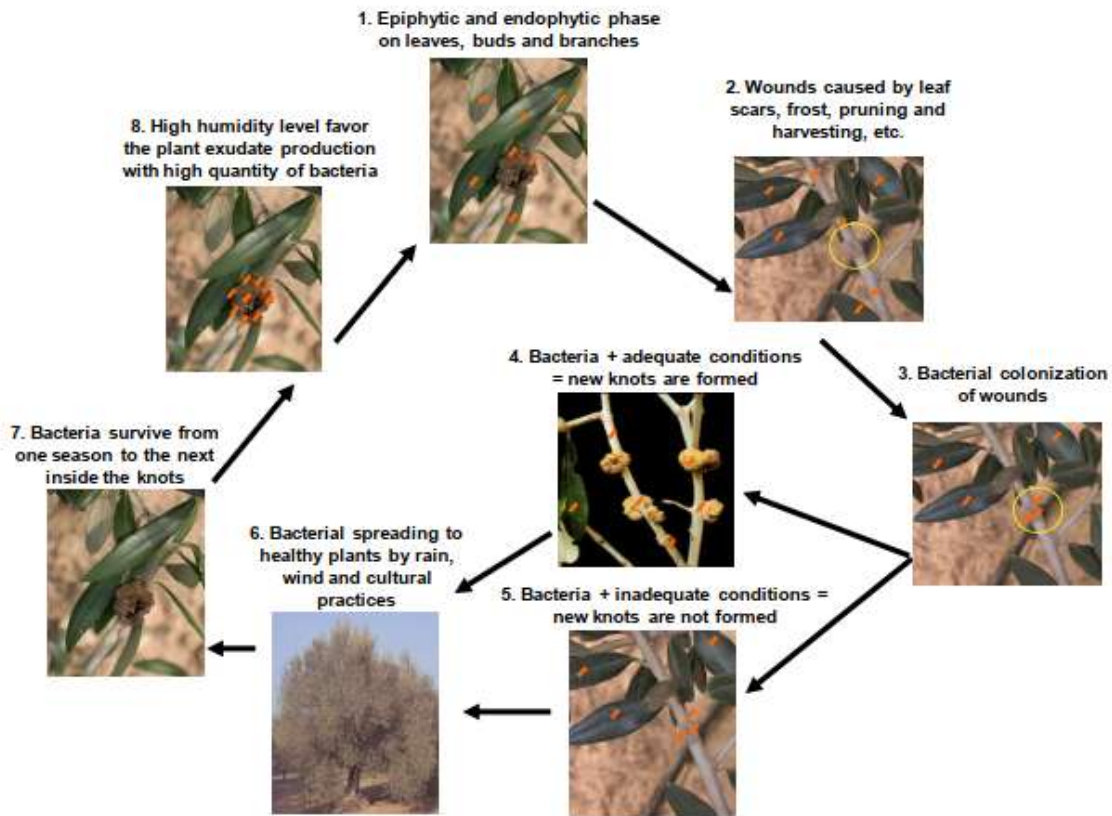 1. Epiphytic and endophytic phase
on leaves, buds and branches
2. Wounds caused by leaf
scars, frost, pruning and
harvesting, etc.
3. Bacterial colonization
of wounds
4. Bacteria + adequate conditions
= new knots are formed
5. Bacteria + inadequate conditions =
new knots are not formed
6. Bacterial spreading to
healthy plants by rain,
wind and cultural
practices
7. Bacteria survive from
one season to the next
inside the knots
8. High humidity level favor
the plant exudate production
with high quantity of bacteria